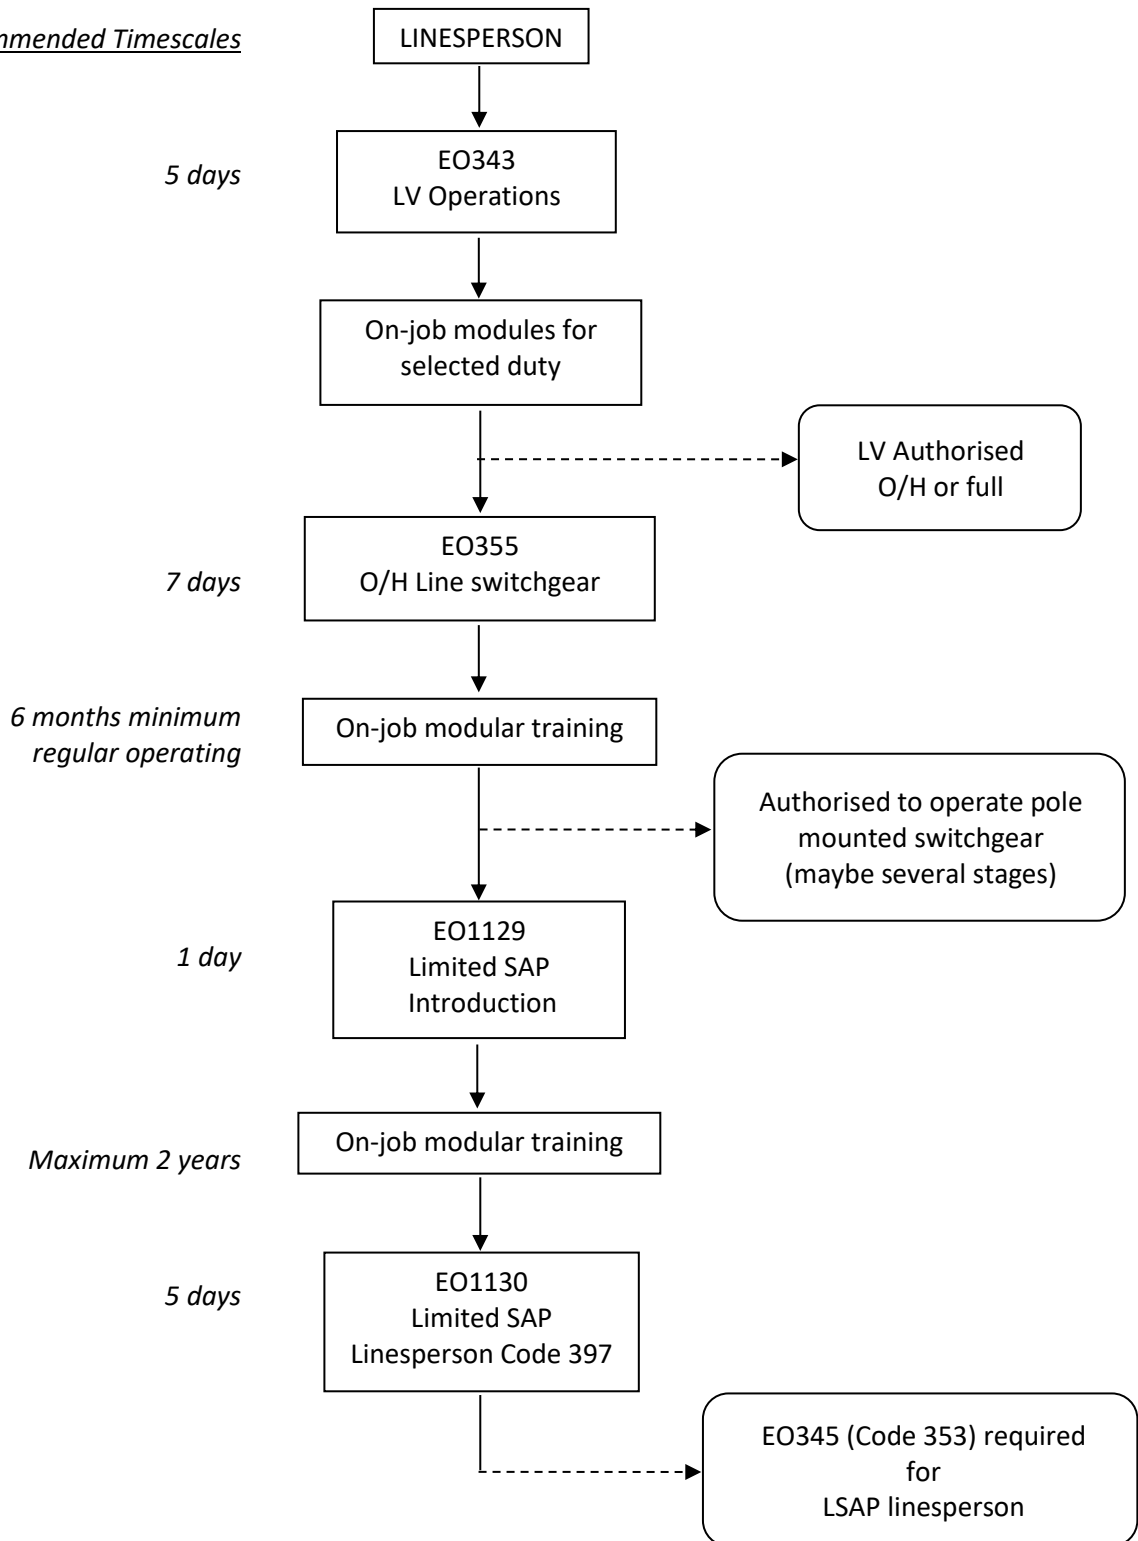 mmended Timescales
LINESPERSON
5 days
EO343
LV Operations
On-job modules for
selected duty
LV Authorised
O/H or full
7 days
EO355
O/H Line switchgear
6 months minimum
regular operating
On-job modular training
Authorised to operate pole
mounted switchgear
(maybe several stages)
1 day
EO1129
Limited SAP
Introduction
Maximum 2 years
On-job modular training
5 days
EO1130
Limited SAP
Linesperson Code 397
EO345 (Code 353) required
for
LSAP linesperson